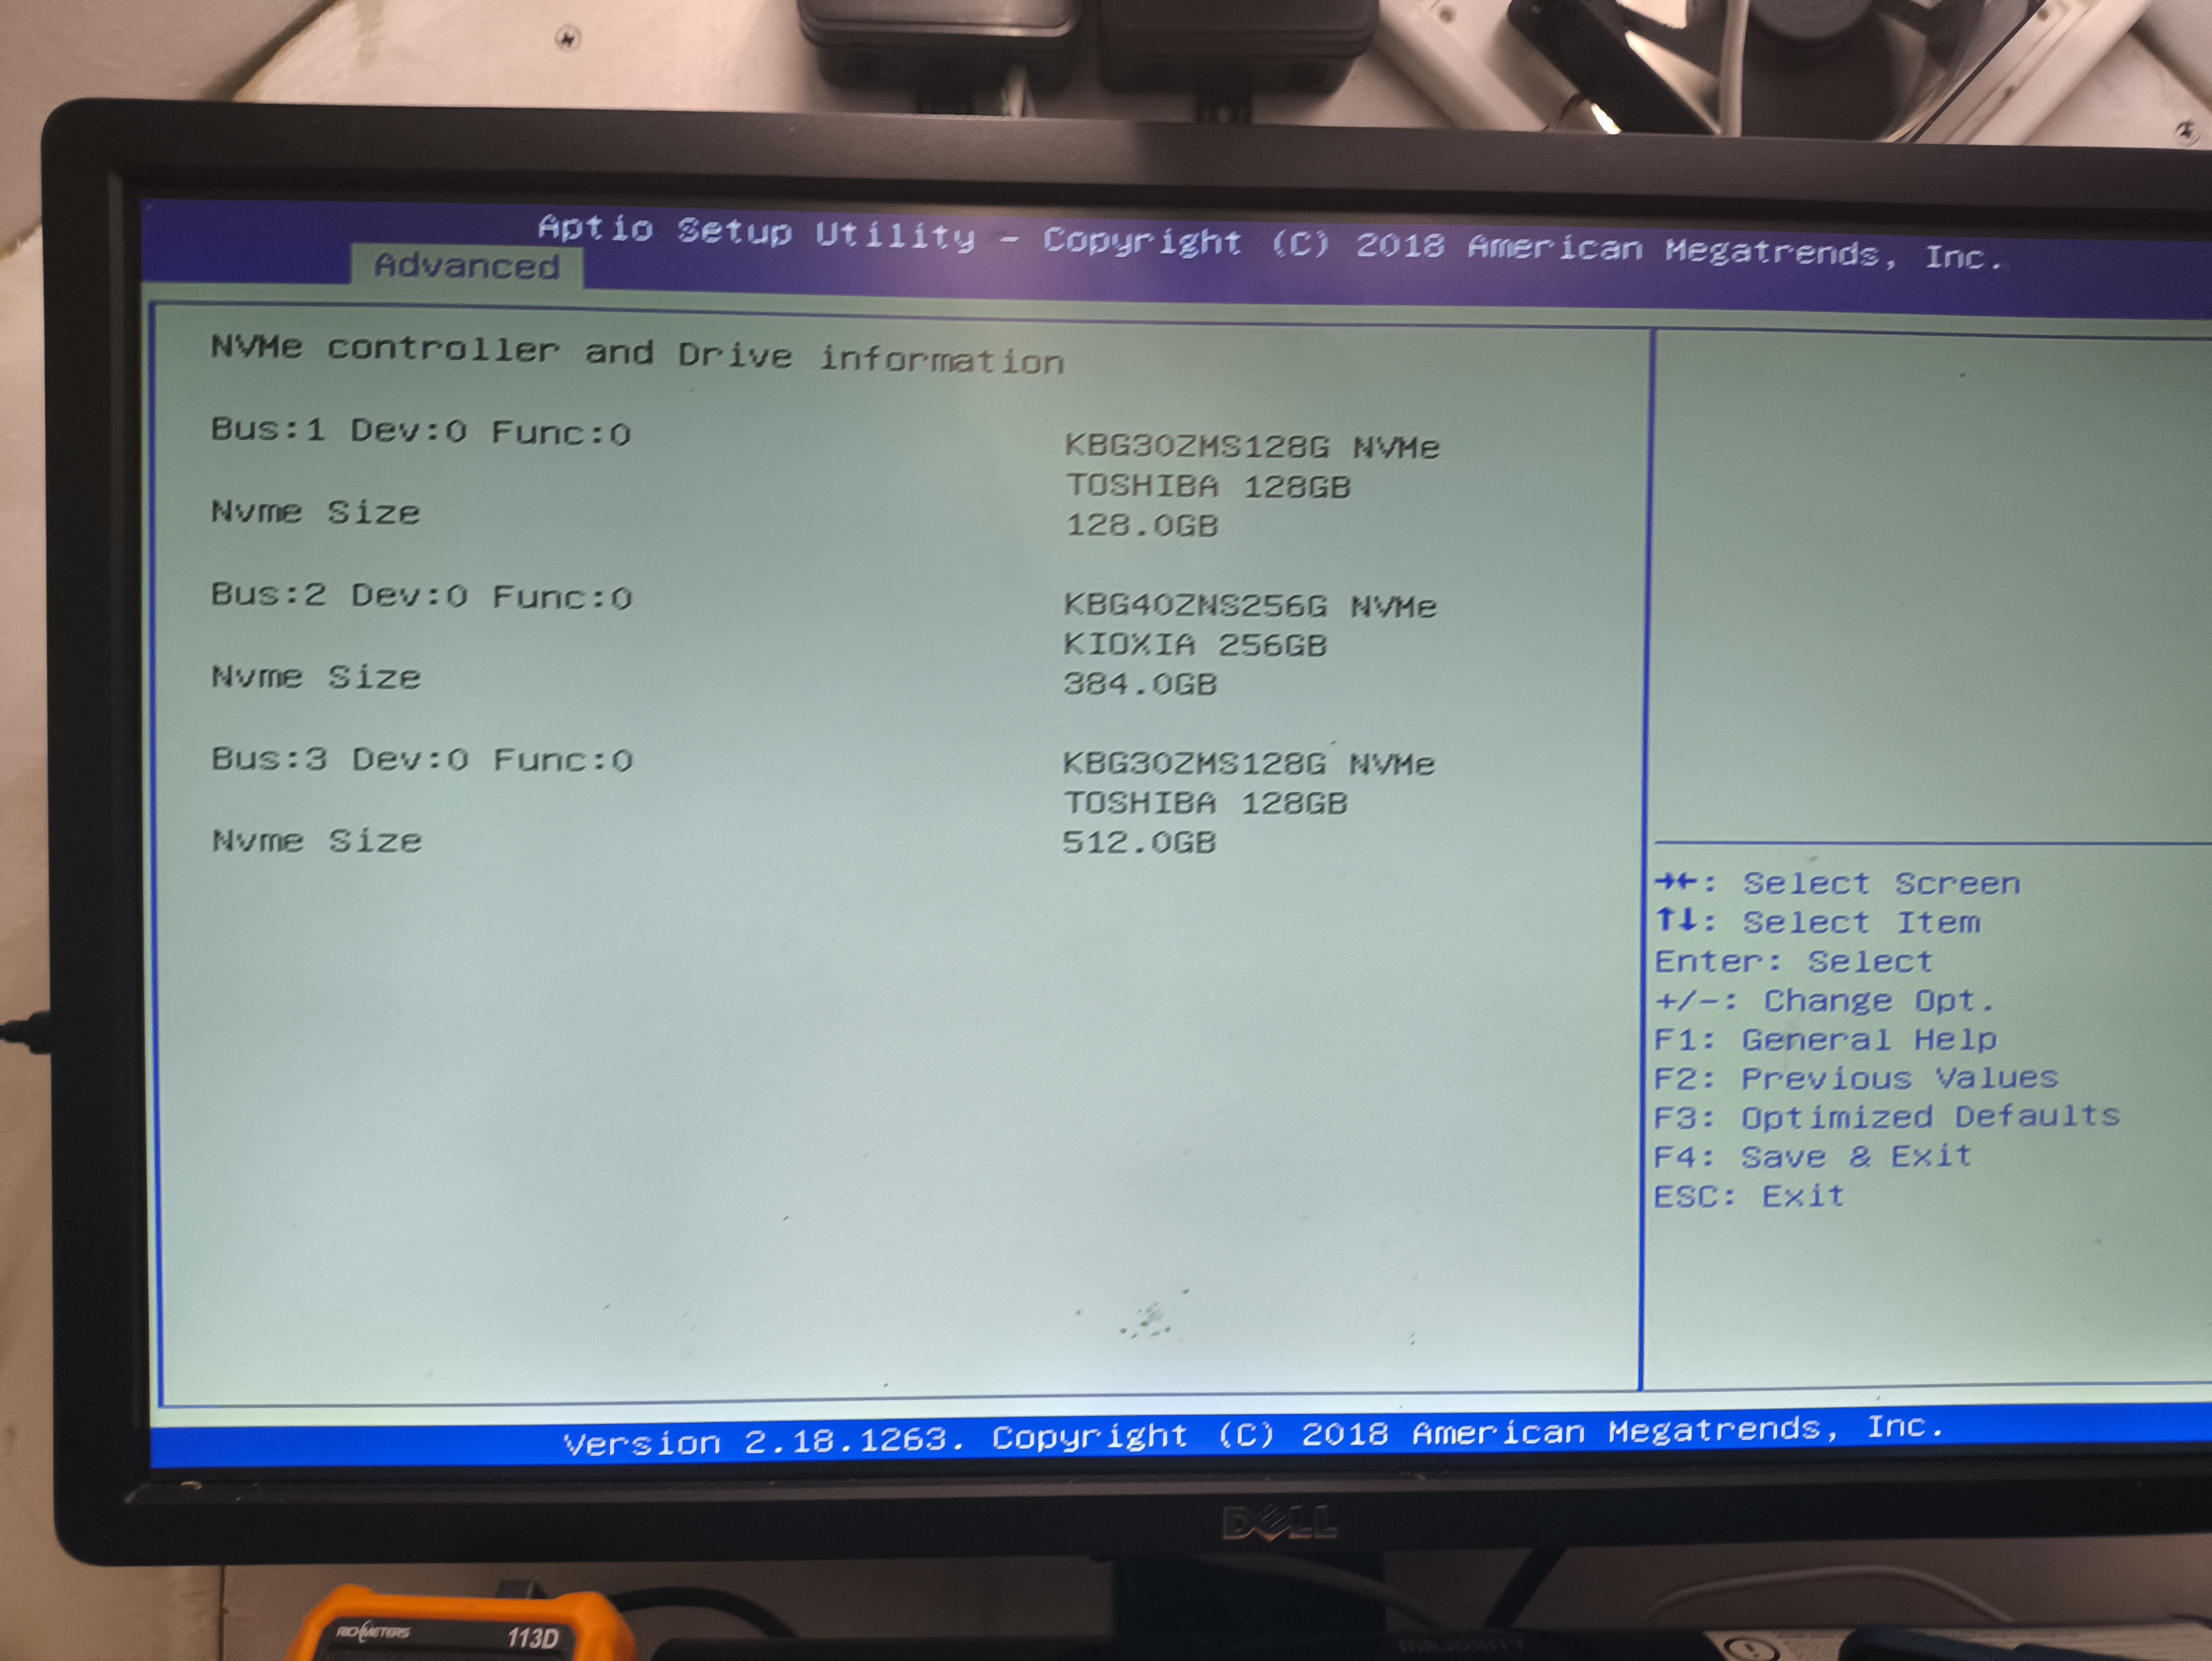 Aptio Setup Utility - Copyright (C) 2018 American Megatrends, Inc.
Advanced
NVMe controller and Drive information
Bus:1 Dev:0 Func:0
KBG30ZMS128G NVMe
TOSHIBA 128GB
Nvme Size
128.0GB
Bus:2 Dev:0 Func:0
KBG40ZNS256G NVMe
KIOXIA 256GB
Nvme Size
384.0GB
Bus:3 Dev:0 Func:0
KBG30ZMS128G NVMe
TOSHIBA 128GB
Nvme Size
512.0GB
→←: Select Screen
↑↓: Select Item
Enter: Select
+/-: Change Opt.
F1: General Help
F2: Previous Values
F3: Optimized Defaults
F4: Save & Exit
ESC: Exit
Version 2.18.1263. Copyright (C) 2018 American Megatrends, Inc.
DELL
RICHMETERS 113D
MAJORITY